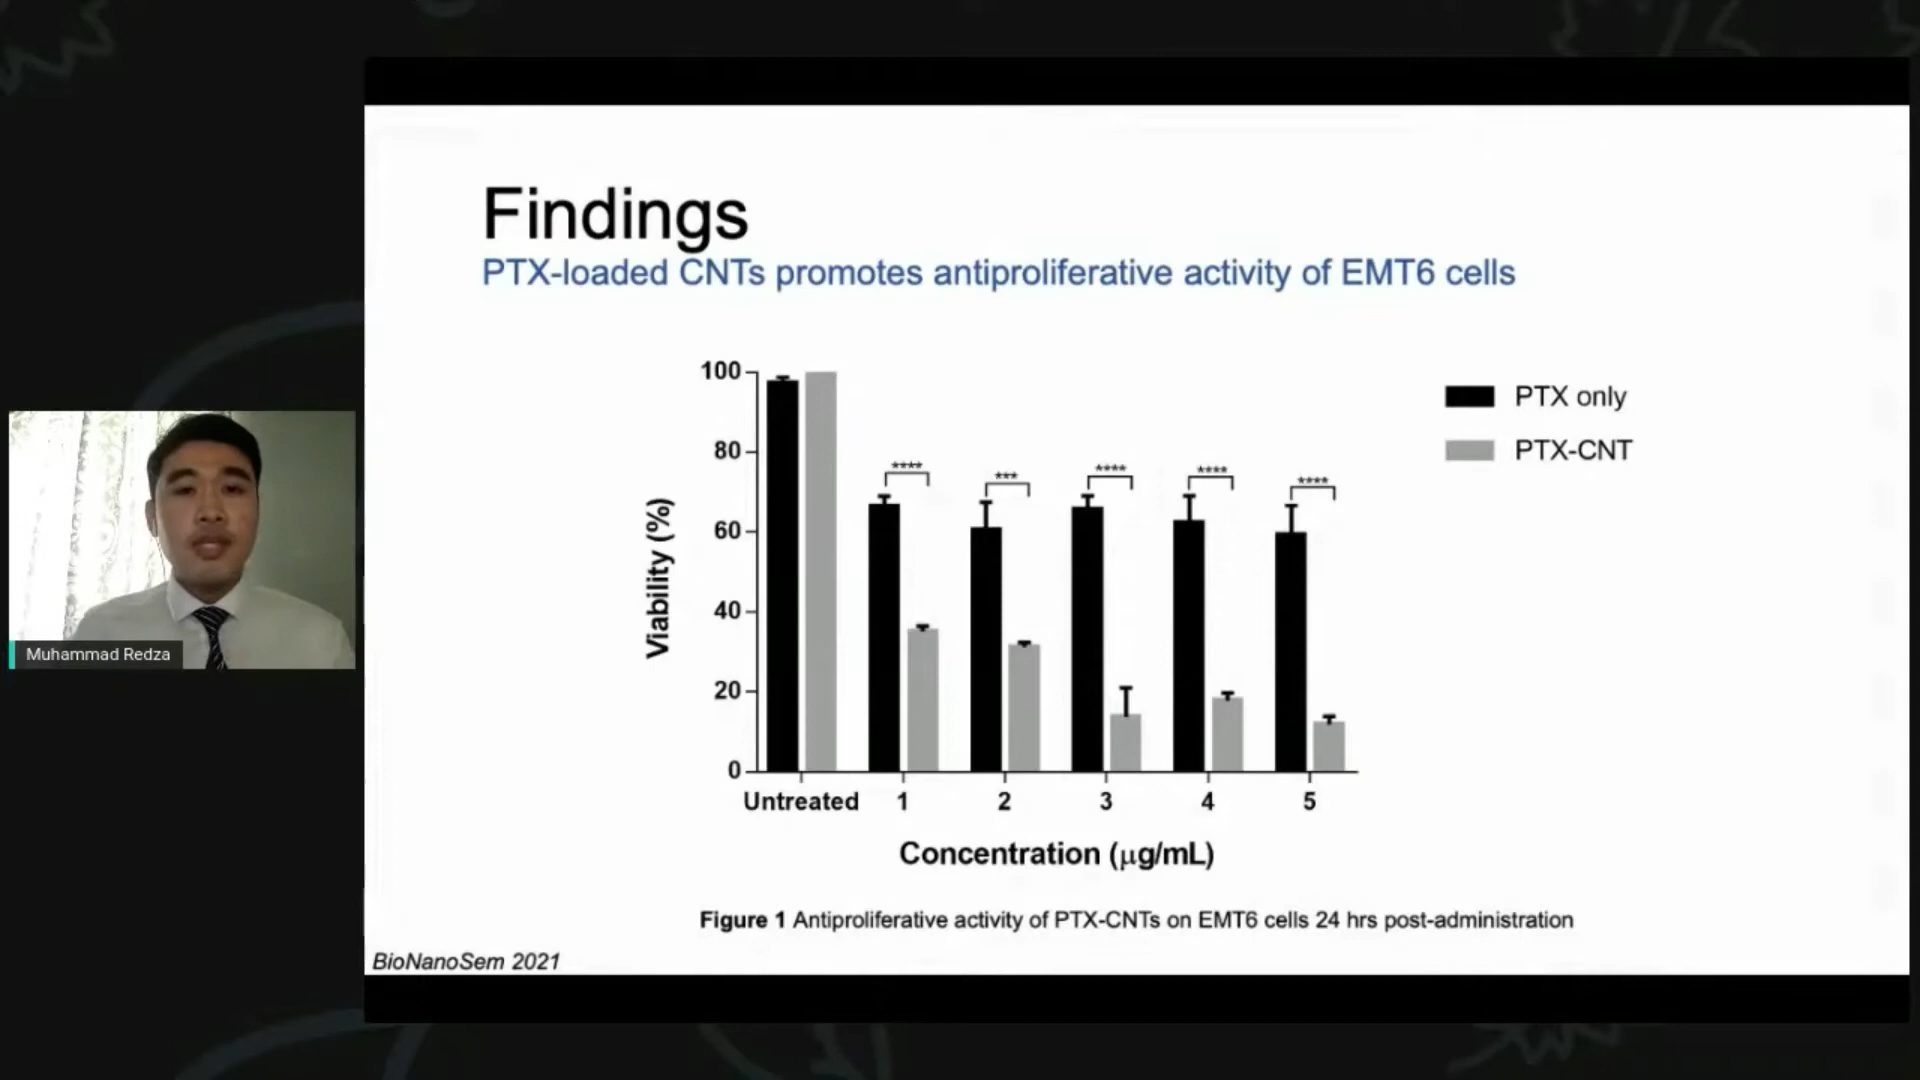 Findings
PTX-loaded CNTs promotes antiproliferative activity of EMT6 cells
100
80
60
40
20
0
Viability (%)
****
***
****
****
****
PTX only
PTX-CNT
Untreated 1 2 3 4 5
Concentration (μg/mL)
Figure 1 Antiproliferative activity of PTX-CNTs on EMT6 cells 24 hrs post-administration
BioNanoSem 2021
Muhammad Redza